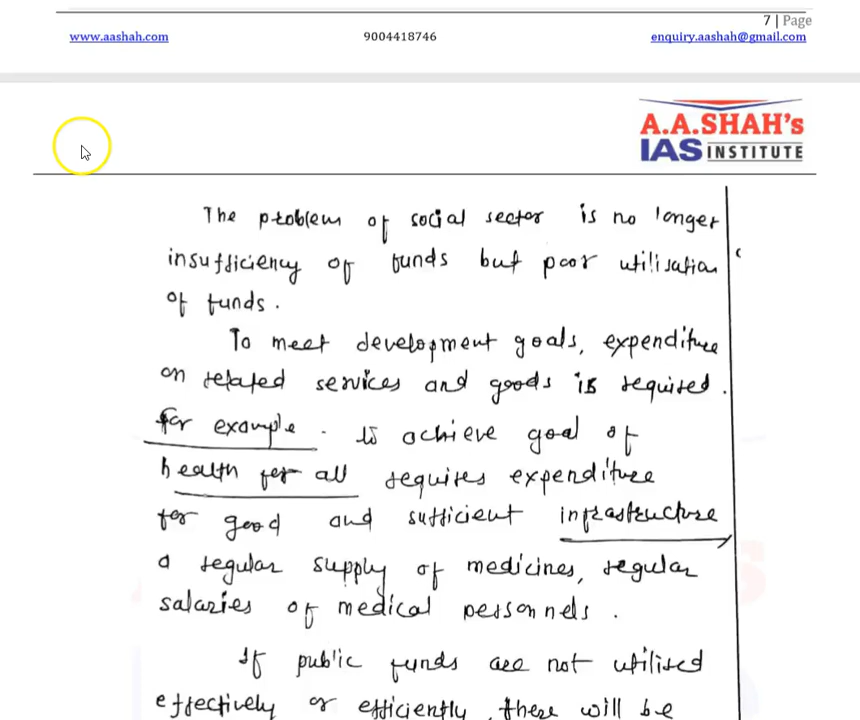 7 | Page
www.aashah.com 9004418746 enquiry.aashah@gmail.com
A.A.SHAH's
IAS INSTITUTE
The problem of social sector is no longer
insufficiency of funds but poor utilisation
of funds.
To meet development goals, expenditure
on related services and goods is required.
for example. to achieve goal of
health for all requires expenditure
for good and sufficient infrastructure
a regular supply of medicines, regular
salaries of medical personnels.
If public funds are not utilised
effectively or efficiently, there will be